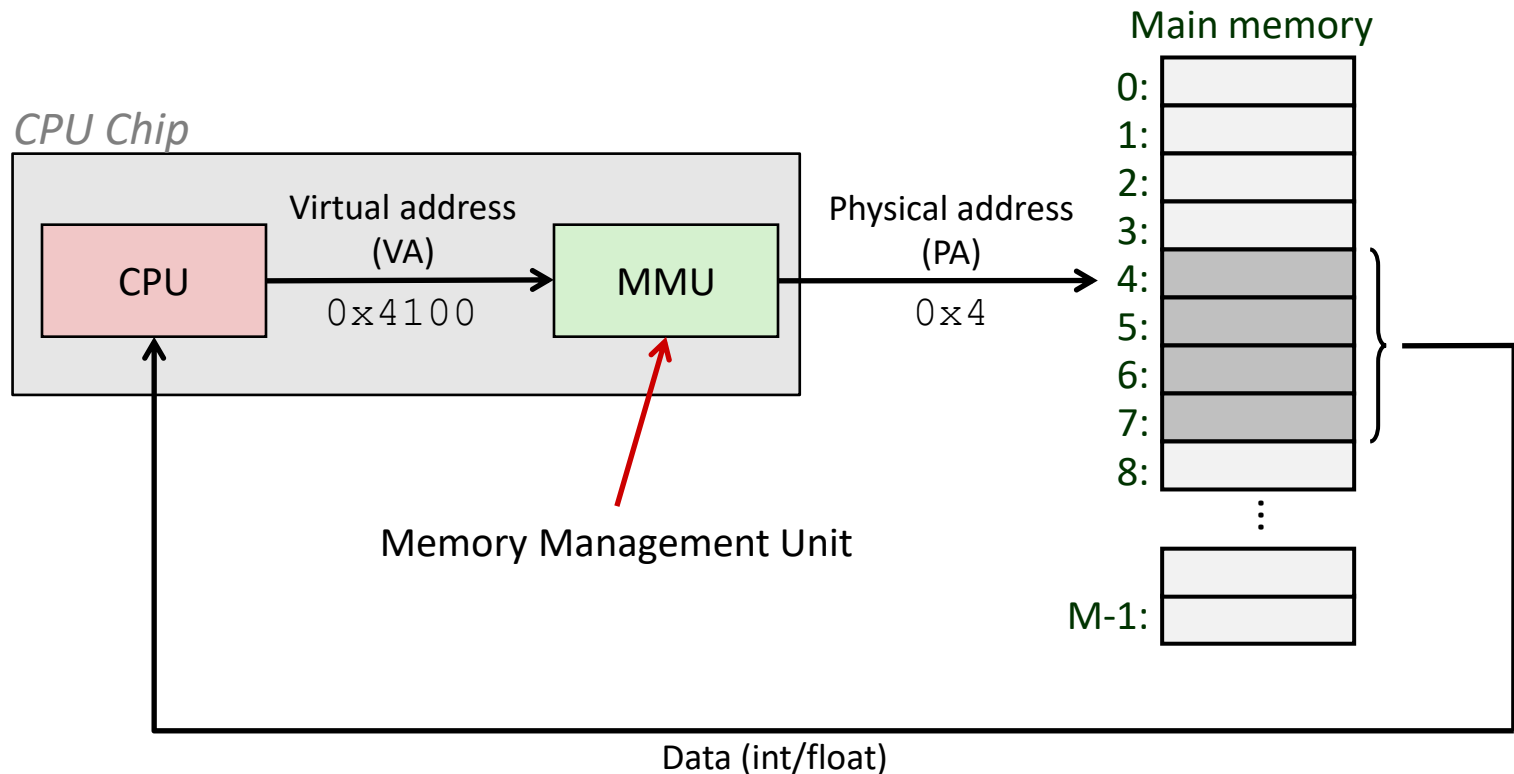 Main memory
CPU Chip
0:
1:
2:
3:
4:
5:
6:
7:
8:
...
M-1:
Virtual address
(VA)
Physical address
(PA)
CPU
MMU
0x4100
0x4
Memory Management Unit
Data (int/float)